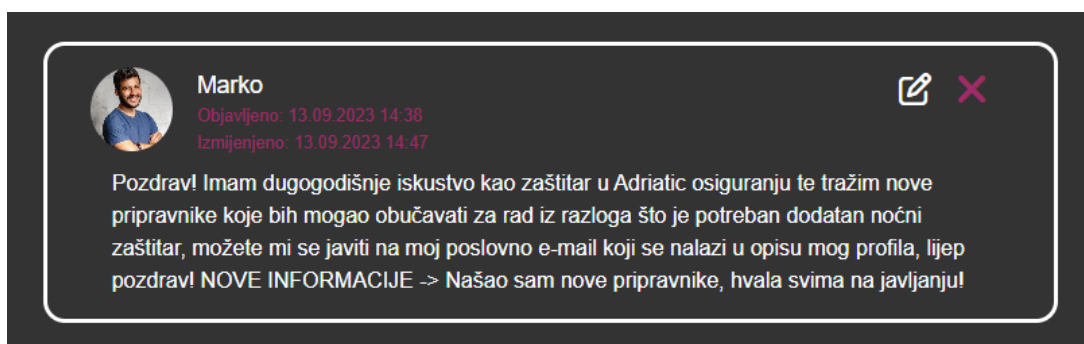 Marko
Objavljeno: 13.09.2023 14:38
Izmijenjeno: 13.09.2023 14:47
Pozdrav! Imam dugogodišnje iskustvo kao zaštitar u Adriatic osiguranju te tražim nove
pripravnike koje bih mogao obučavati za rad iz razloga što je potreban dodatan noćni
zaštitar, možete mi se javiti na moj poslovno e-mail koji se nalazi u opisu mog profila, lijep
pozdrav! NOVE INFORMACIJE -> Našao sam nove pripravnike, hvala svima na javljanju!